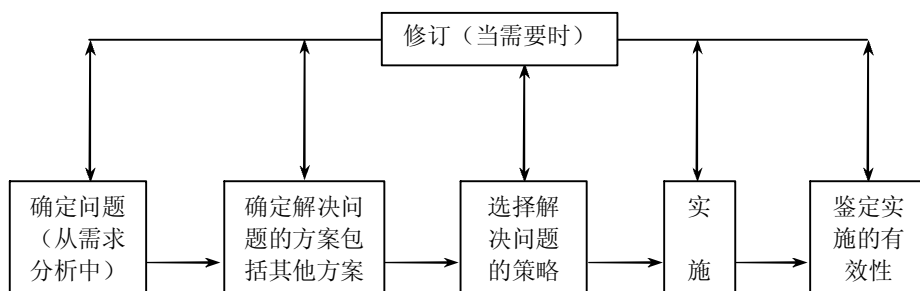 修订（当需要时）
确定问题
（从需求
分析中）
确定解决问
题的方案包
括其他方案
选择解
决问题
的策略
实
施
鉴定实
施的有
效性